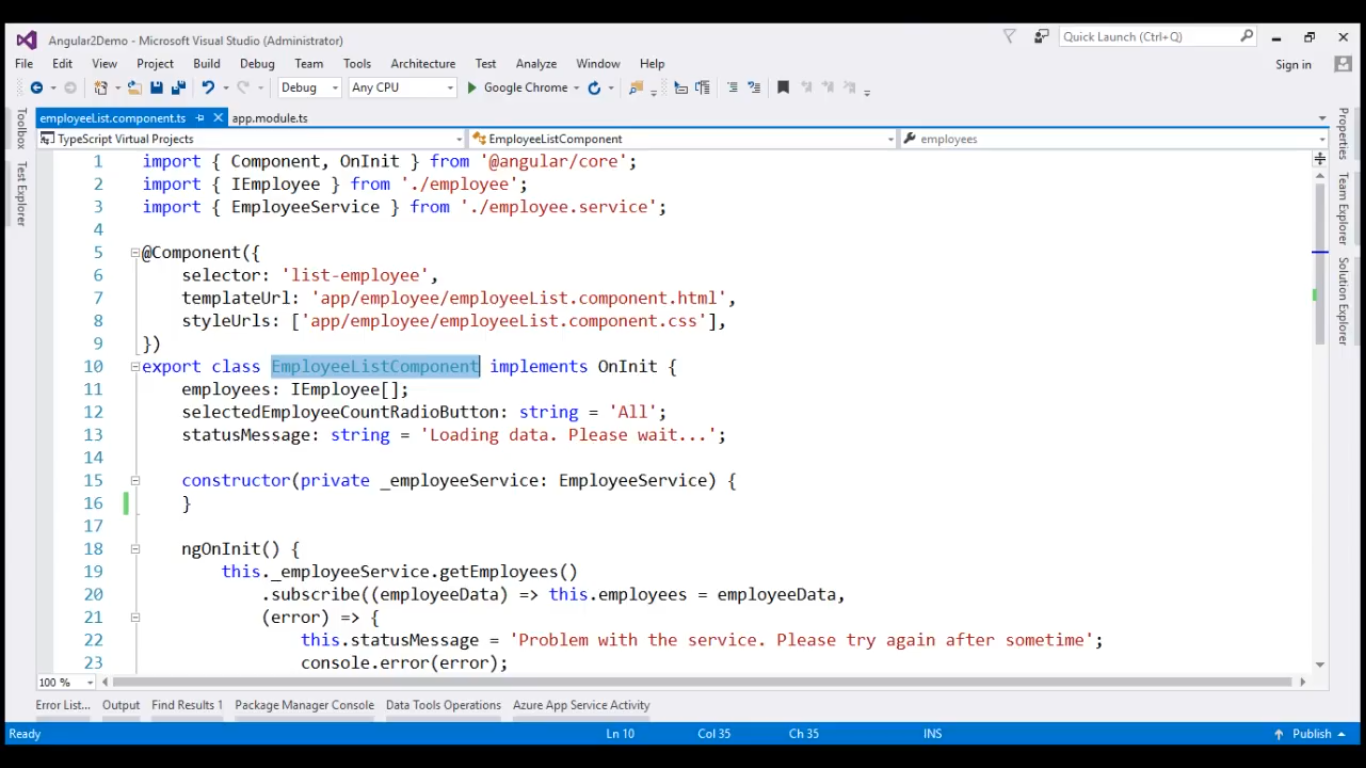 Angular2Demo - Microsoft Visual Studio (Administrator)
Quick Launch (Ctrl+Q)
File Edit View Project Build Debug Team Tools Architecture Test Analyze Window Help
Sign in
Debug Any CPU Google Chrome
Toolbox
Test Explorer
employeeList.component.ts app.module.ts
TypeScript Virtual Projects EmployeeListComponent employees
1 import { Component, OnInit } from '@angular/core';
2 import { IEmployee } from './employee';
3 import { EmployeeService } from './employee.service';
4
5 @Component({
6 selector: 'list-employee',
7 templateUrl: 'app/employee/employeeList.component.html',
8 styleUrls: ['app/employee/employeeList.component.css'],
9 })
10 export class EmployeeListComponent implements OnInit {
11 employees: IEmployee[];
12 selectedEmployeeCountRadioButton: string = 'All';
13 statusMessage: string = 'Loading data. Please wait...';
14
15 constructor(private _employeeService: EmployeeService) {
16 }
17
18 ngOnInit() {
19 this._employeeService.getEmployees()
20 .subscribe((employeeData) => this.employees = employeeData,
21 (error) => {
22 this.statusMessage = 'Problem with the service. Please try again after sometime';
23 console.error(error);
Properties
Team Explorer
Solution Explorer
100 %
Error List... Output Find Results 1 Package Manager Console Data Tools Operations Azure App Service Activity
Ready Ln 10 Col 35 Ch 35 INS Publish